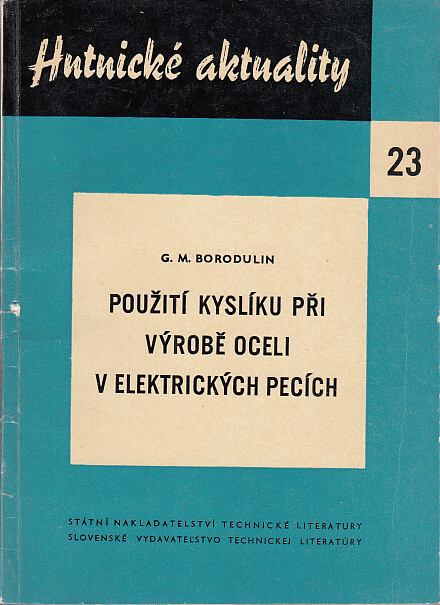 Hutnické aktuality
23
G. M. BORODULIN
POUŽITÍ KYSLÍKU PŘI
VÝROBĚ OCELI
V ELEKTRICKÝCH PECÍCH
STÁTNÍ NAKLADATELSTVÍ TECHNICKÉ LITERATURY
SLOVENSKÉ VYDAVATEĽSTVO TECHNICKEJ LITERATÚRY